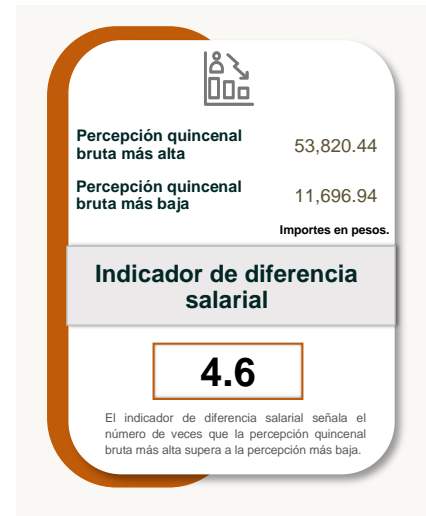 Percepción quincenal
bruta más alta
53,820.44
Percepción quincenal
bruta más baja
11,696.94
Importes en pesos.
Indicador de diferencia
salarial
4.6
El indicador de diferencia salarial señala el
número de veces que la percepción quincenal
bruta más alta supera a la percepción más baja.